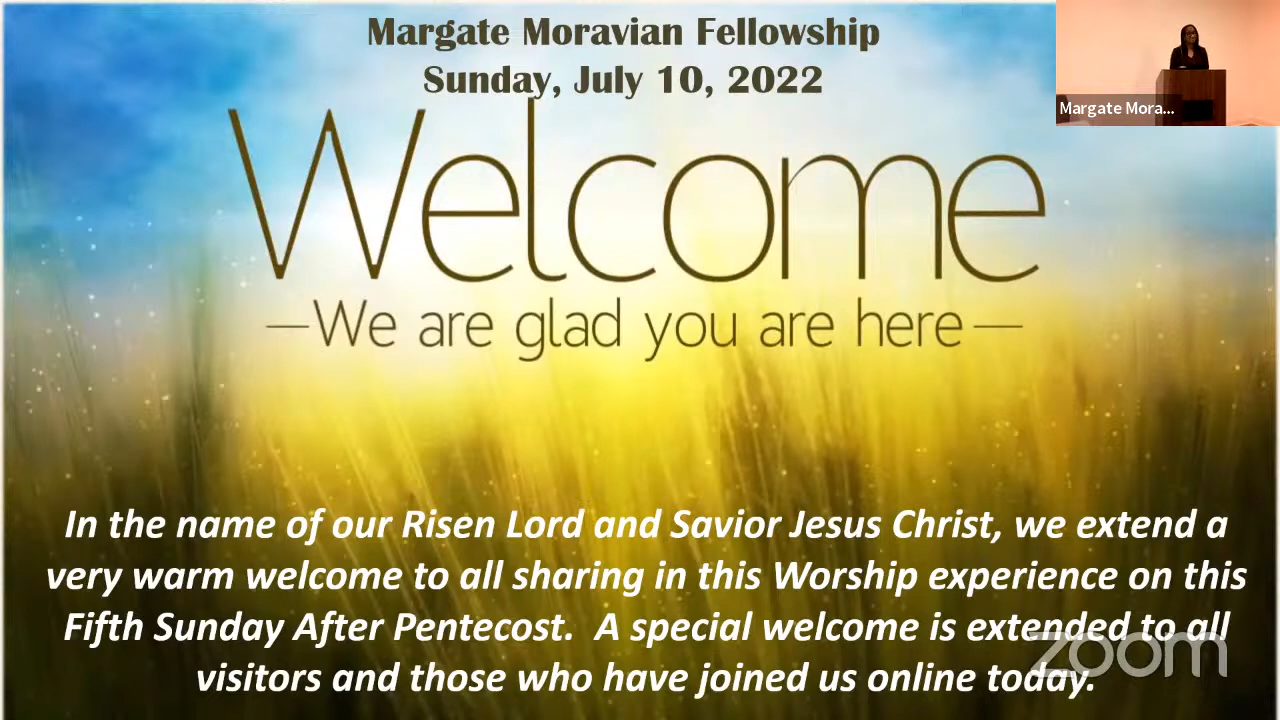 Margate Moravian Fellowship
Sunday, July 10, 2022
Margate Mora...
Welcome
—We are glad you are here—
In the name of our Risen Lord and Savior Jesus Christ, we extend a
very warm welcome to all sharing in this Worship experience on this
Fifth Sunday After Pentecost.  A special welcome is extended to all
visitors and those who have joined us online today.
zoom